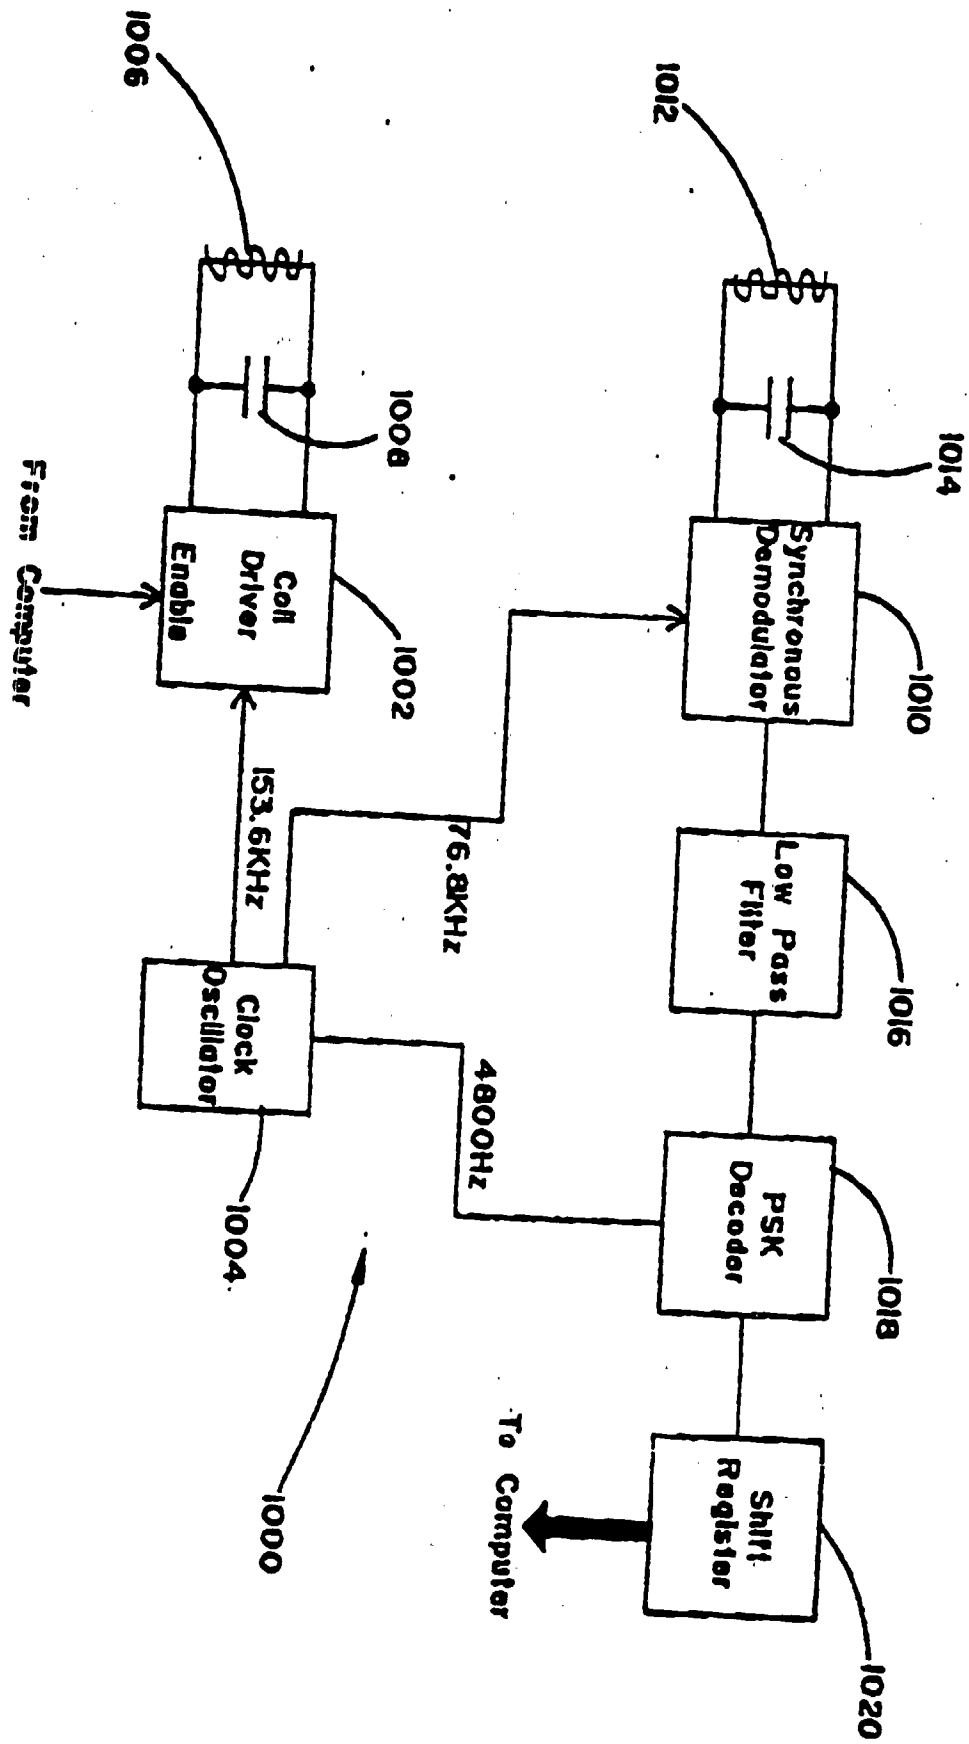 1012
1014
Synchronous
Demodulator
1010
Low Pass
Filter
1016
PSK
Decoder
1018
Shift
Register
1020
To Computer
76.8KHz
4800Hz
1006
1008
Coil
Driver
Enable
1002
From Computer
153.6KHz
Clock
Oscillator
1004
1000